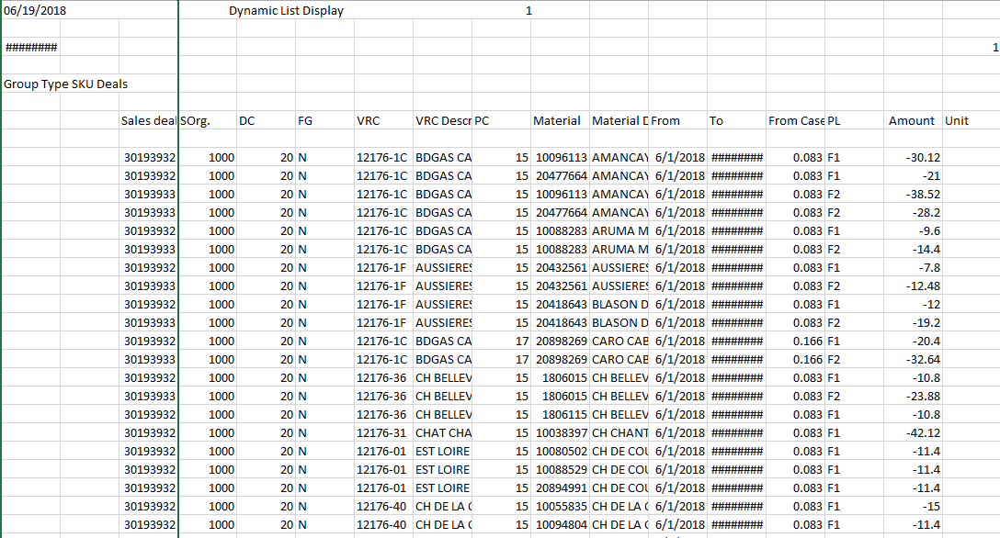 06/19/2018 Dynamic List Display 1
######## 1
Group Type SKU Deals
Sales deal SOrg. DC FG VRC VRC Descr PC Material Material D From To From Case PL Amount Unit
30193932 1000 20 N 12176-1C BDGAS CA 15 10096113 AMANCAY 6/1/2018 ######## 0.083 F1 -30.12
30193932 1000 20 N 12176-1C BDGAS CA 15 20477664 AMANCAY 6/1/2018 ######## 0.083 F1 -21
30193933 1000 20 N 12176-1C BDGAS CA 15 10096113 AMANCAY 6/1/2018 ######## 0.083 F2 -38.52
30193933 1000 20 N 12176-1C BDGAS CA 15 20477664 AMANCAY 6/1/2018 ######## 0.083 F2 -28.2
30193932 1000 20 N 12176-1C BDGAS CA 15 10088283 ARUMA M 6/1/2018 ######## 0.083 F1 -9.6
30193933 1000 20 N 12176-1C BDGAS CA 15 10088283 ARUMA M 6/1/2018 ######## 0.083 F2 -14.4
30193932 1000 20 N 12176-1F AUSSIERES 15 20432561 AUSSIERES 6/1/2018 ######## 0.083 F1 -7.8
30193933 1000 20 N 12176-1F AUSSIERES 15 20432561 AUSSIERES 6/1/2018 ######## 0.083 F2 -12.48
30193932 1000 20 N 12176-1F AUSSIERES 15 20418643 BLASON D 6/1/2018 ######## 0.083 F1 -12
30193933 1000 20 N 12176-1F AUSSIERES 15 20418643 BLASON D 6/1/2018 ######## 0.083 F2 -19.2
30193932 1000 20 N 12176-1C BDGAS CA 17 20898269 CARO CAB 6/1/2018 ######## 0.166 F1 -20.4
30193933 1000 20 N 12176-1C BDGAS CA 17 20898269 CARO CAB 6/1/2018 ######## 0.166 F2 -32.64
30193932 1000 20 N 12176-36 CH BELLEV 15 1806015 CH BELLEV 6/1/2018 ######## 0.083 F1 -10.8
30193933 1000 20 N 12176-36 CH BELLEV 15 1806015 CH BELLEV 6/1/2018 ######## 0.083 F2 -23.88
30193932 1000 20 N 12176-36 CH BELLEV 15 1806115 CH BELLEV 6/1/2018 ######## 0.083 F1 -10.8
30193932 1000 20 N 12176-31 CHAT CHA 15 10038397 CH CHANT 6/1/2018 ######## 0.083 F1 -42.12
30193932 1000 20 N 12176-01 EST LOIRE 15 10080502 CH DE COU 6/1/2018 ######## 0.083 F1 -11.4
30193932 1000 20 N 12176-01 EST LOIRE 15 10088529 CH DE COU 6/1/2018 ######## 0.083 F1 -11.4
30193932 1000 20 N 12176-01 EST LOIRE 15 20894991 CH DE COU 6/1/2018 ######## 0.083 F1 -11.4
30193932 1000 20 N 12176-40 CH DE LA 15 10055835 CH DE LA 6/1/2018 ######## 0.083 F1 -15
30193932 1000 20 N 12176-40 CH DE LA 15 10094804 CH DE LA 6/1/2018 ######## 0.083 F1 -11.4